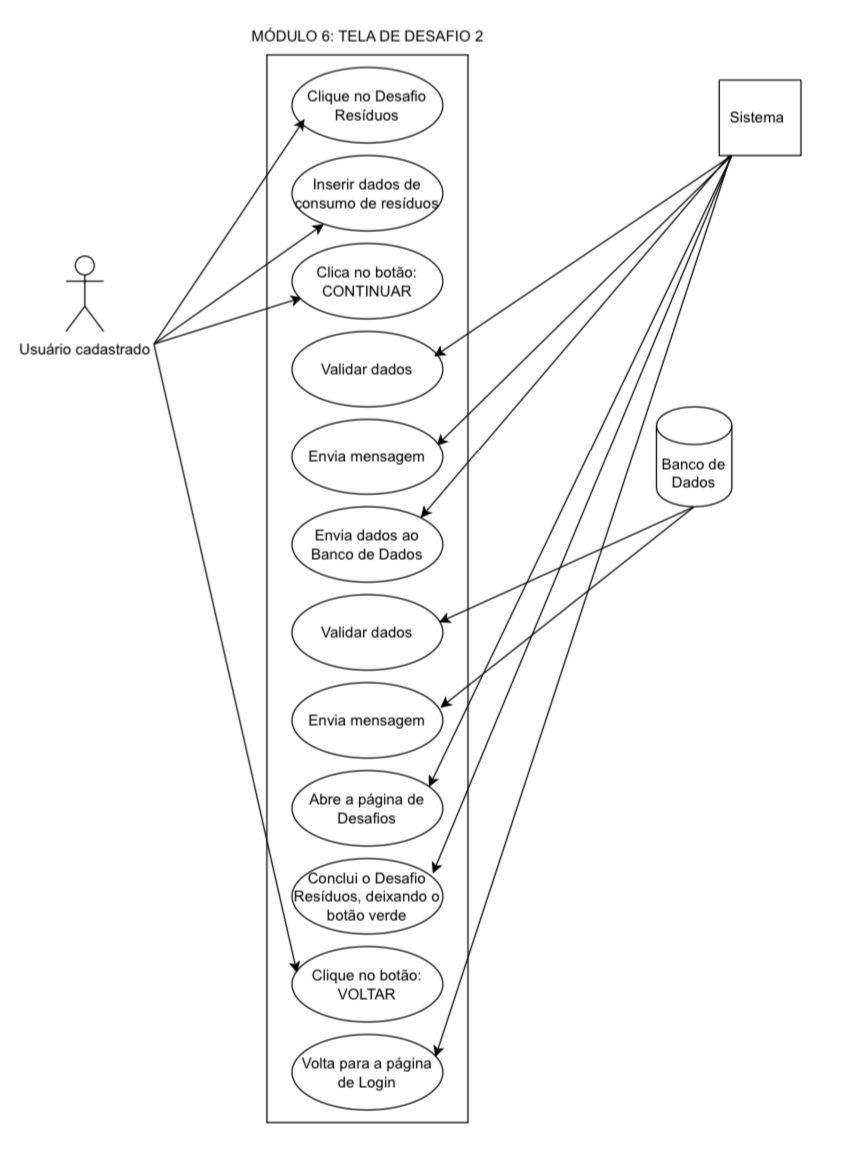 MÓDULO 6: TELA DE DESAFIO 2
Clique no Desafio
Resíduos
Sistema
Inserir dados de
consumo de resíduos
Clica no botão:
CONTINUAR
Usuário cadastrado
Validar dados
Envia mensagem
Banco de
Dados
Envia dados ao
Banco de Dados
Validar dados
Envia mensagem
Abre a página de
Desafios
Conclui o Desafio
Resíduos, deixando o
botão verde
Clique no botão:
VOLTAR
Volta para a página
de Login